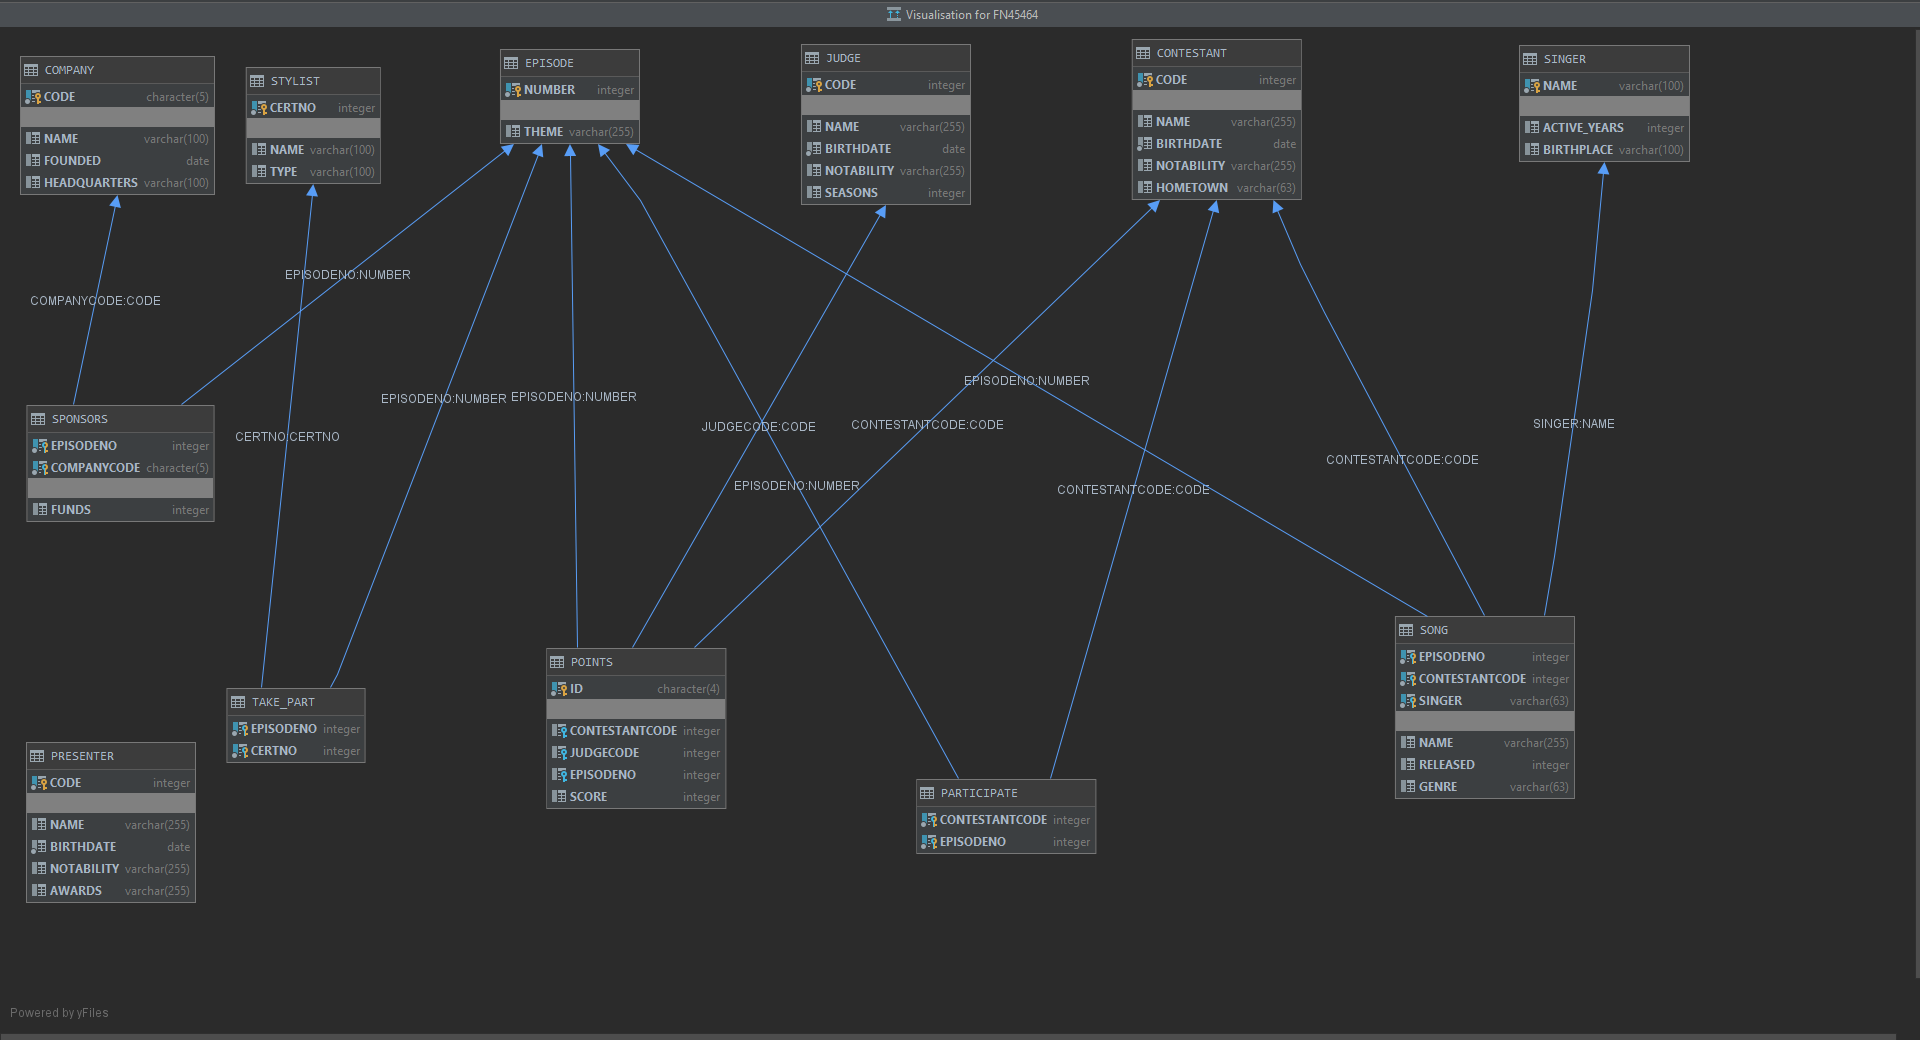 Visualisation for FN45464
COMPANY
CODE character(5)
NAME varchar(100)
FOUNDED date
HEADQUARTERS varchar(100)
STYLIST
CERTNO integer
NAME varchar(100)
TYPE varchar(100)
EPISODE
NUMBER integer
THEME varchar(255)
JUDGE
CODE integer
NAME varchar(255)
BIRTHDATE date
NOTABILITY varchar(255)
SEASONS integer
CONTESTANT
CODE integer
NAME varchar(255)
BIRTHDATE date
NOTABILITY varchar(255)
HOMETOWN varchar(63)
SINGER
NAME varchar(100)
ACTIVE_YEARS integer
BIRTHPLACE varchar(100)
EPISODENO:NUMBER
COMPANYCODE:CODE
EPISODENO:NUMBER
EPISODENO:NUMBER
EPISODENO:NUMBER
JUDGECODE:CODE
CONTESTANTCODE:CODE
SINGER:NAME
CERTNO:CERTNO
CONTESTANTCODE:CODE
EPISODENO:NUMBER
CONTESTANTCODE:CODE
SPONSORS
EPISODENO integer
COMPANYCODE character(5)
FUNDS integer
TAKE_PART
EPISODENO integer
CERTNO integer
POINTS
ID character(4)
CONTESTANTCODE integer
JUDGECODE integer
EPISODENO integer
SCORE integer
SONG
EPISODENO integer
CONTESTANTCODE integer
SINGER varchar(63)
NAME varchar(255)
RELEASED integer
GENRE varchar(63)
PRESENTER
CODE integer
NAME varchar(255)
BIRTHDATE date
NOTABILITY varchar(255)
AWARDS varchar(255)
PARTICIPATE
CONTESTANTCODE integer
EPISODENO integer
Powered by yFiles